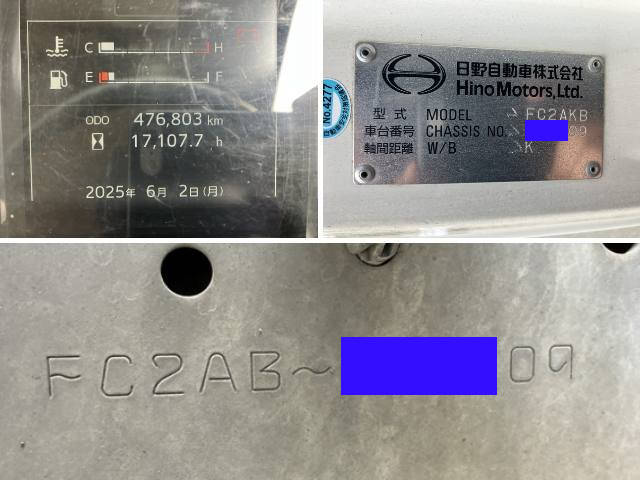 C H
E F
ODO 476,803 km
17,107.7 h
2025年 6月 2日(月)
No.4277
日野自動車株式会社
Hino Motors, Ltd.
型式 MODEL FC2AKB
車台番号 CHASSIS NO. 09
軸間距離 W/B K
FC2AB~ 09